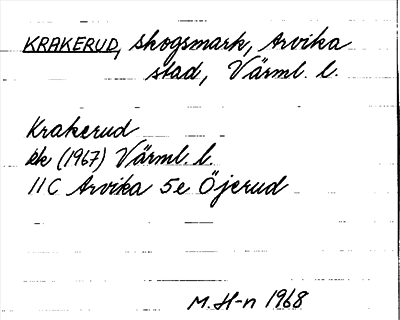 KRAKERUD, skogsmark, Arvika
stad, Värml. l.
Krakerud
ek (1967) Värml. l.
11C Arvika 5e Öjerud
M. H-n 1968